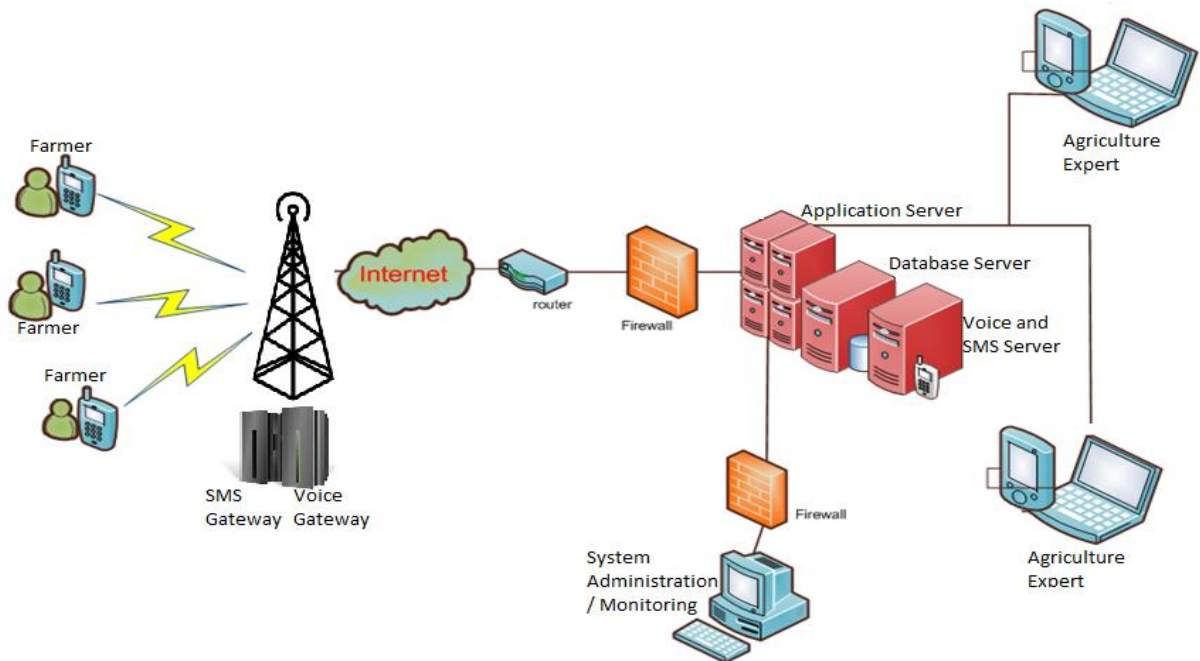 Farmer
Farmer
Farmer
SMS
Gateway
Voice
Gateway
Internet
router
Firewall
Application Server
Database Server
Voice and
SMS Server
Agriculture
Expert
Firewall
System
Administration
/ Monitoring
Agriculture
Expert